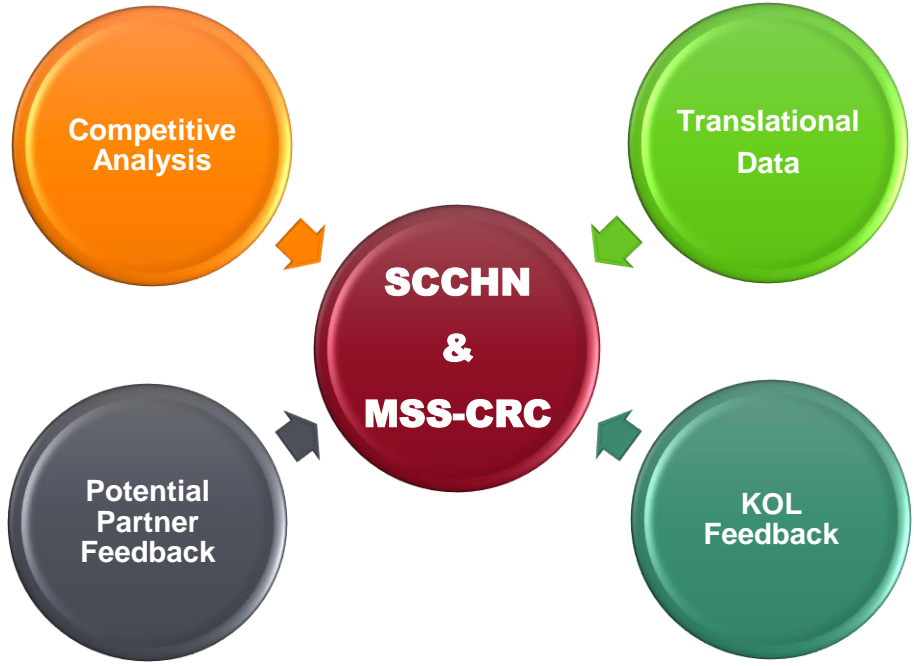 Competitive
Analysis
Translational
Data
SCCHN
&
MSS-CRC
Potential
Partner
Feedback
KOL
Feedback